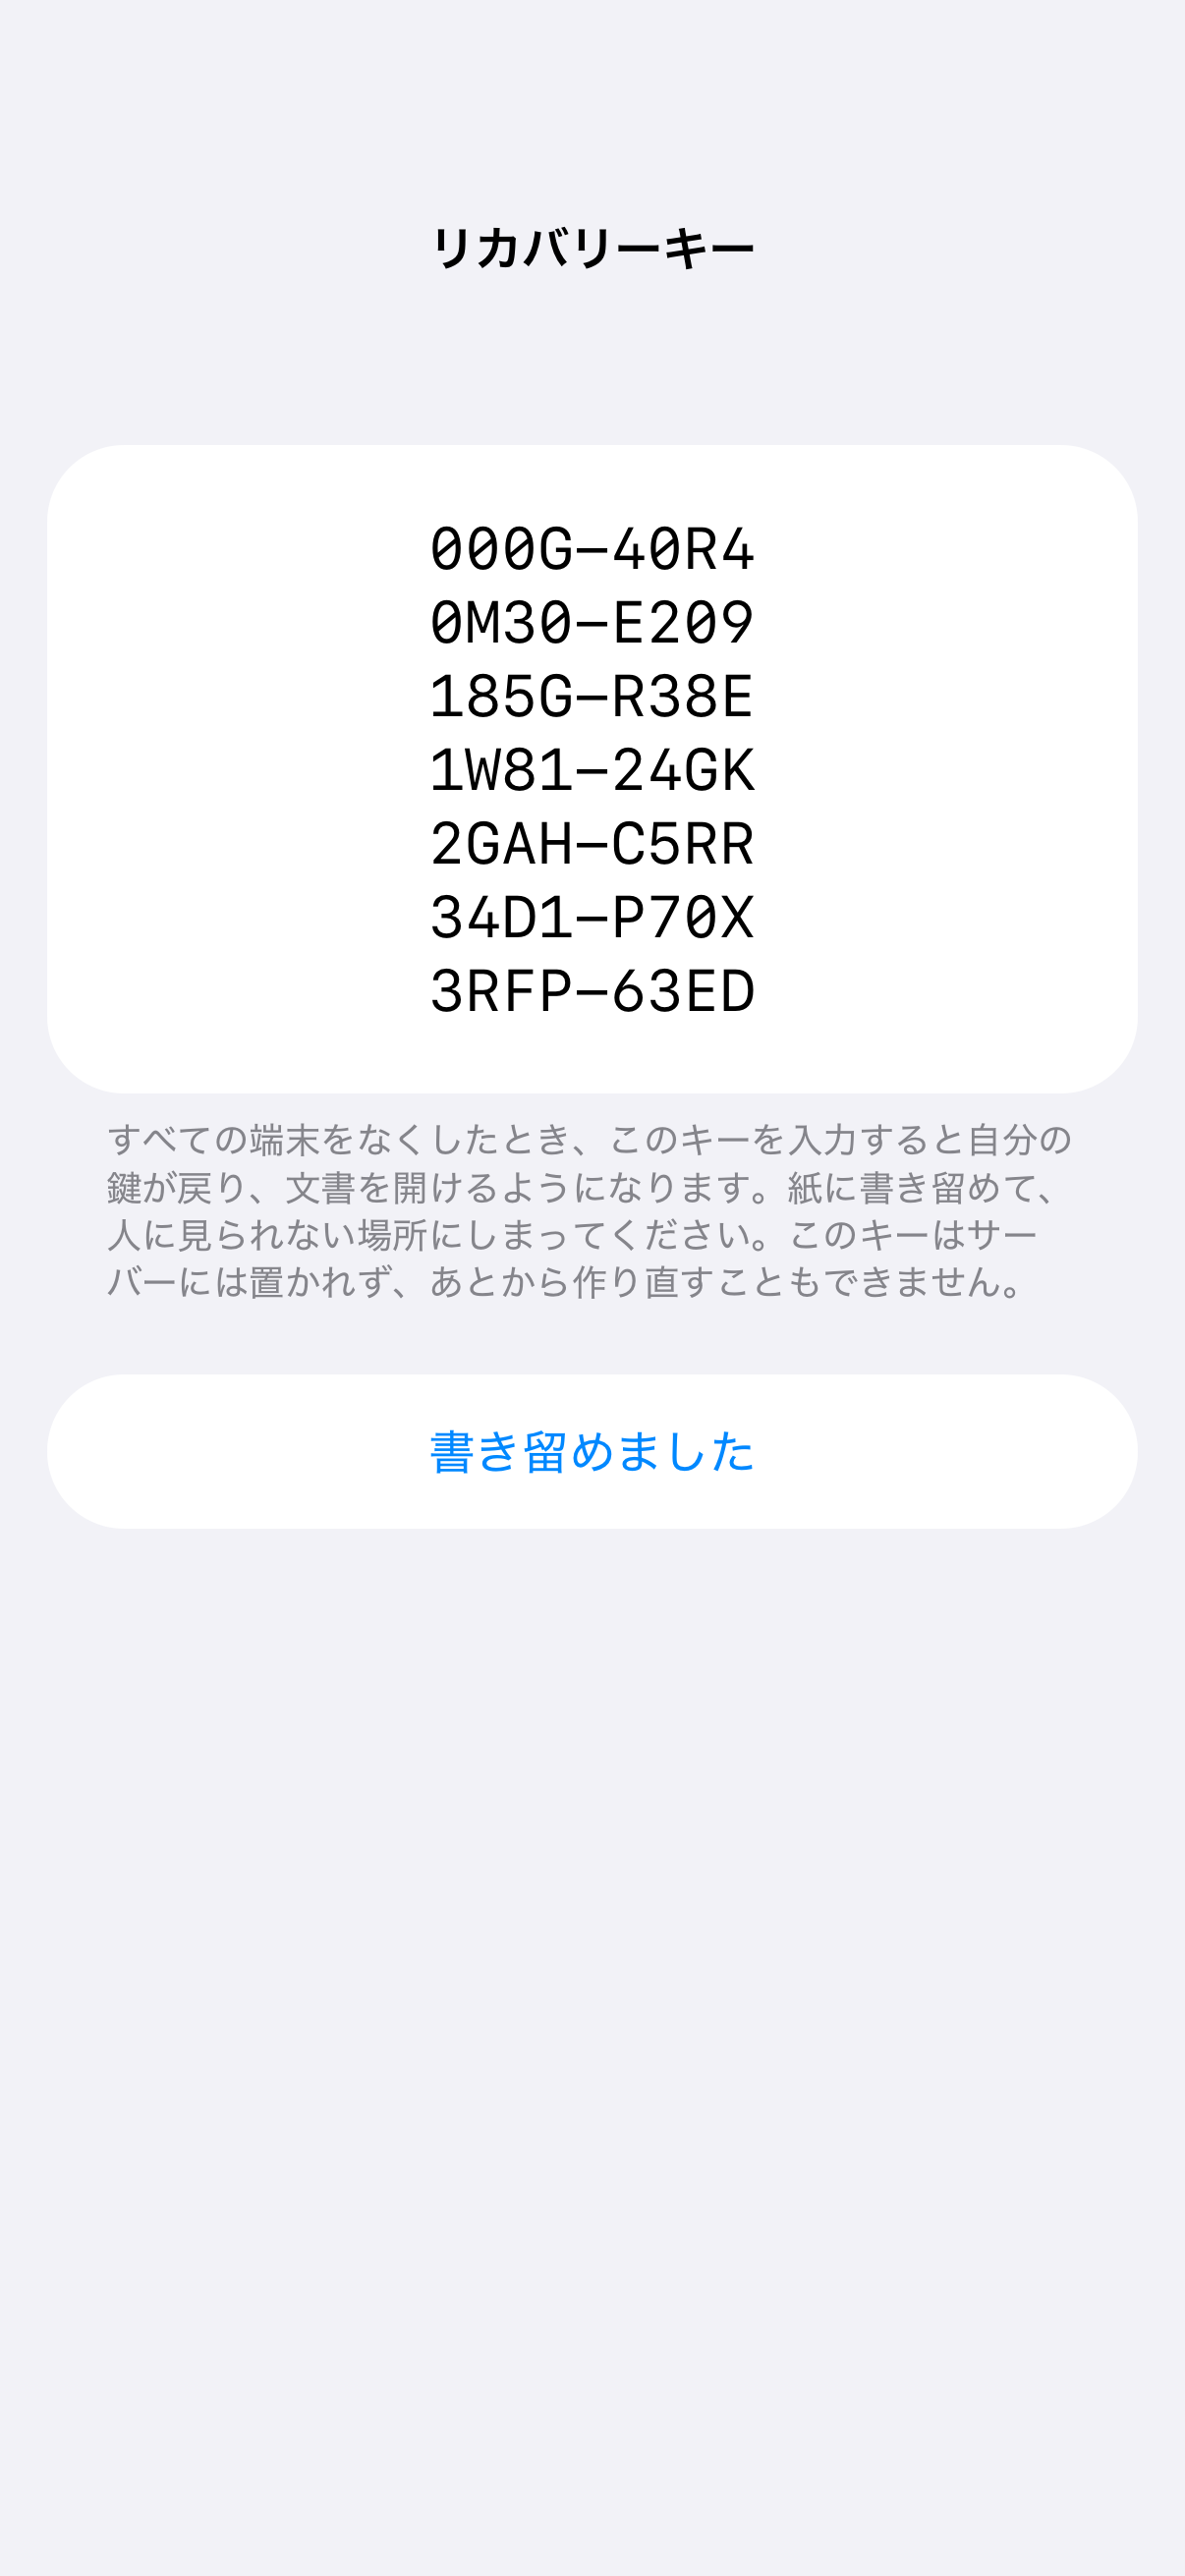 リカバリーキー
000G-40R4
0M30-E209
185G-R38E
1W81-24GK
2GAH-C5RR
34D1-P70X
3RFP-63ED
すべての端末をなくしたとき、このキーを入力すると自分の
鍵が戻り、文書を開けるようになります。紙に書き留めて、
人に見られない場所にしまってください。このキーはサー
バーには置かれず、あとから作り直すこともできません。
書き留めました